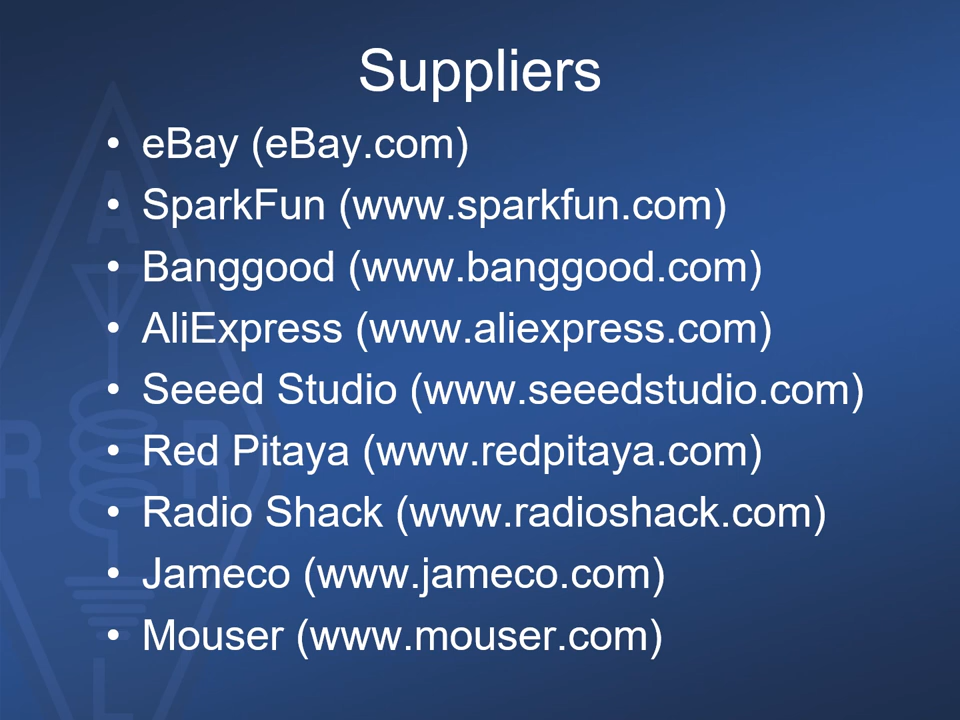 Suppliers
• eBay (eBay.com)
• SparkFun (www.sparkfun.com)
• Banggood (www.banggood.com)
• AliExpress (www.aliexpress.com)
• Seeed Studio (www.seeedstudio.com)
• Red Pitaya (www.redpitaya.com)
• Radio Shack (www.radioshack.com)
• Jameco (www.jameco.com)
• Mouser (www.mouser.com)
A
R R
L